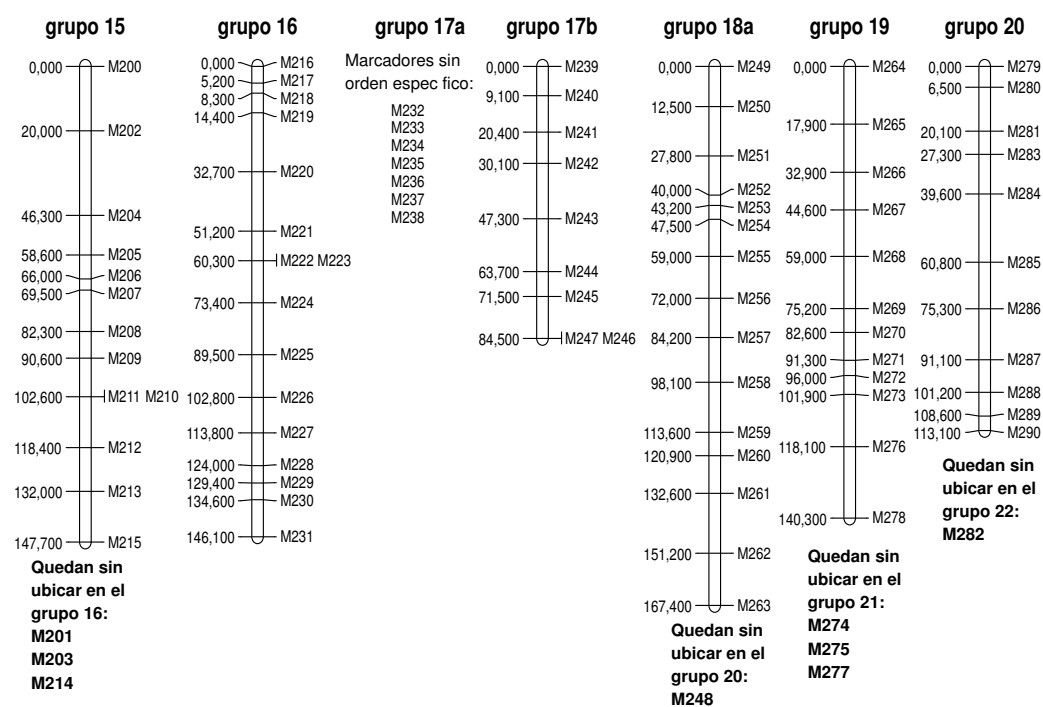 grupo 15
0,000 M200
20,000 M202
46,300 M204
58,600 M205
66,000 M206
69,500 M207
82,300 M208
90,600 M209
102,600 M211 M210
118,400 M212
132,000 M213
147,700 M215
Quedan sin
ubicar en el
grupo 16:
M201
M203
M214
grupo 16
0,000 M216
5,200 M217
8,300 M218
14,400 M219
32,700 M220
51,200 M221
60,300 M222 M223
73,400 M224
89,500 M225
102,800 M226
113,800 M227
124,000 M228
129,400 M229
134,600 M230
146,100 M231
grupo 17a
Marcadores sin
orden espec fico:
M232
M233
M234
M235
M236
M237
M238
grupo 17b
0,000 M239
9,100 M240
20,400 M241
30,100 M242
47,300 M243
63,700 M244
71,500 M245
84,500 M247 M246
grupo 18a
0,000 M249
12,500 M250
27,800 M251
40,000 M252
43,200 M253
47,500 M254
59,000 M255
72,000 M256
84,200 M257
98,100 M258
113,600 M259
120,900 M260
132,600 M261
151,200 M262
167,400 M263
Quedan sin
ubicar en el
grupo 20:
M248
grupo 19
0,000 M264
17,900 M265
32,900 M266
44,600 M267
59,000 M268
75,200 M269
82,600 M270
91,300 M271
96,000 M272
101,900 M273
118,100 M276
140,300 M278
Quedan sin
ubicar en el
grupo 21:
M274
M275
M277
grupo 20
0,000 M279
6,500 M280
20,100 M281
27,300 M283
39,600 M284
60,800 M285
75,300 M286
91,100 M287
101,200 M288
108,600 M289
113,100 M290
Quedan sin
ubicar en el
grupo 22:
M282